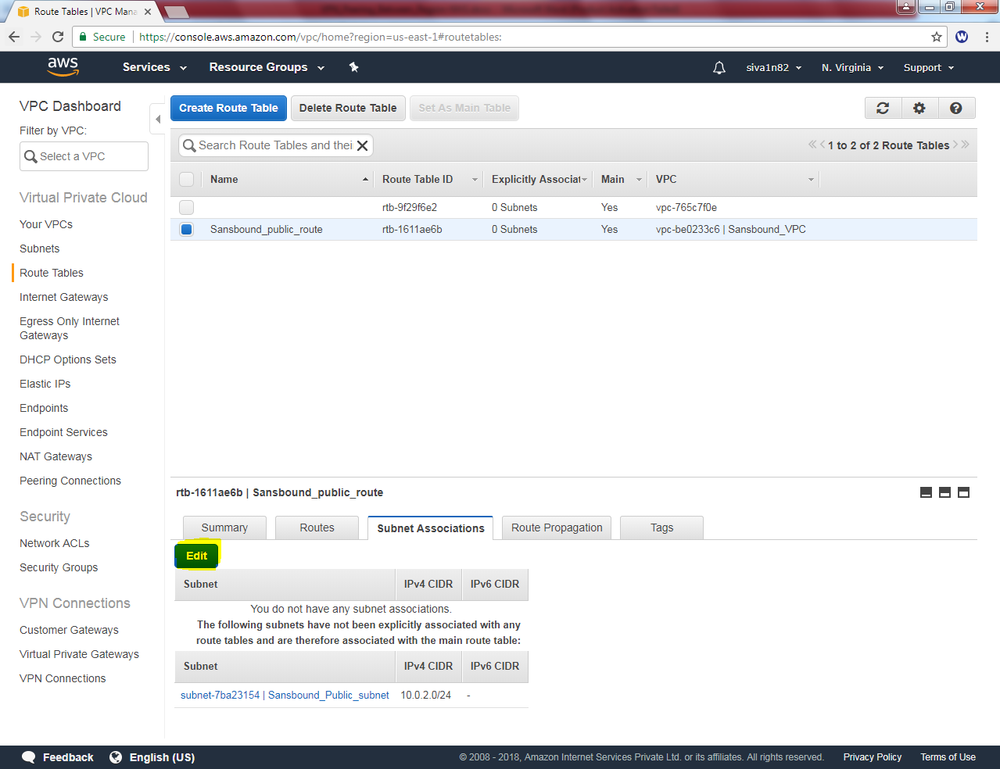 Route Tables | VPC Mana
Secure
https://console.aws.amazon.com/vpc/home?region=us-east-1#routetables:
W
aws
Services
Resource Groups
siva1n82
N. Virginia
Support
VPC Dashboard
Filter by VPC:
Select a VPC
Virtual Private Cloud
Your VPCs
Subnets
Route Tables
Internet Gateways
Egress Only Internet
Gateways
DHCP Options Sets
Elastic IPs
Endpoints
Endpoint Services
NAT Gateways
Peering Connections
Security
Network ACLs
Security Groups
VPN Connections
Customer Gateways
Virtual Private Gateways
VPN Connections
Create Route Table
Delete Route Table
Set As Main Table
Search Route Tables and thei
1 to 2 of 2 Route Tables
Name Route Table ID Explicitly Associat Main VPC
rtb-9f29f6e2 0 Subnets Yes vpc-765c7f0e
Sansbound_public_route rtb-1611ae6b 0 Subnets Yes vpc-be0233c6 | Sansbound_VPC
rtb-1611ae6b | Sansbound_public_route
Summary Routes Subnet Associations Route Propagation Tags
Edit
Subnet IPv4 CIDR IPv6 CIDR
You do not have any subnet associations.
The following subnets have not been explicitly associated with any
route tables and are therefore associated with the main route table:
Subnet IPv4 CIDR IPv6 CIDR
subnet-7ba23154 | Sansbound_Public_subnet 10.0.2.0/24 -
Feedback English (US) © 2008 - 2018, Amazon Internet Services Private Ltd. or its affiliates. All rights reserved. Privacy Policy Terms of Use